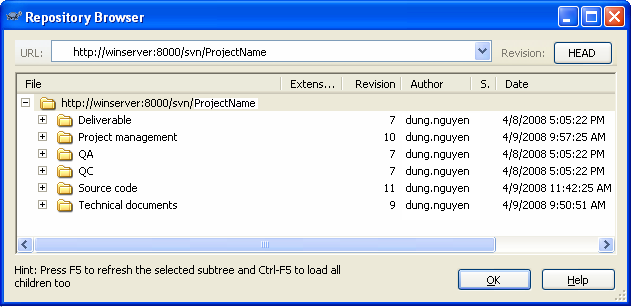 Repository Browser
URL: http://winserver:8000/svn/ProjectName Revision: HEAD
File Extens... Revision Author S. Date
http://winserver:8000/svn/ProjectName
Deliverable 7 dung.nguyen 4/8/2008 5:05:22 PM
Project management 10 dung.nguyen 4/9/2008 9:57:25 AM
QA 7 dung.nguyen 4/8/2008 5:05:22 PM
QC 7 dung.nguyen 4/8/2008 5:05:22 PM
Source code 11 dung.nguyen 4/9/2008 11:42:25 AM
Technical documents 9 dung.nguyen 4/9/2008 9:50:51 AM
Hint: Press F5 to refresh the selected subtree and Ctrl-F5 to load all
children too
OK Help